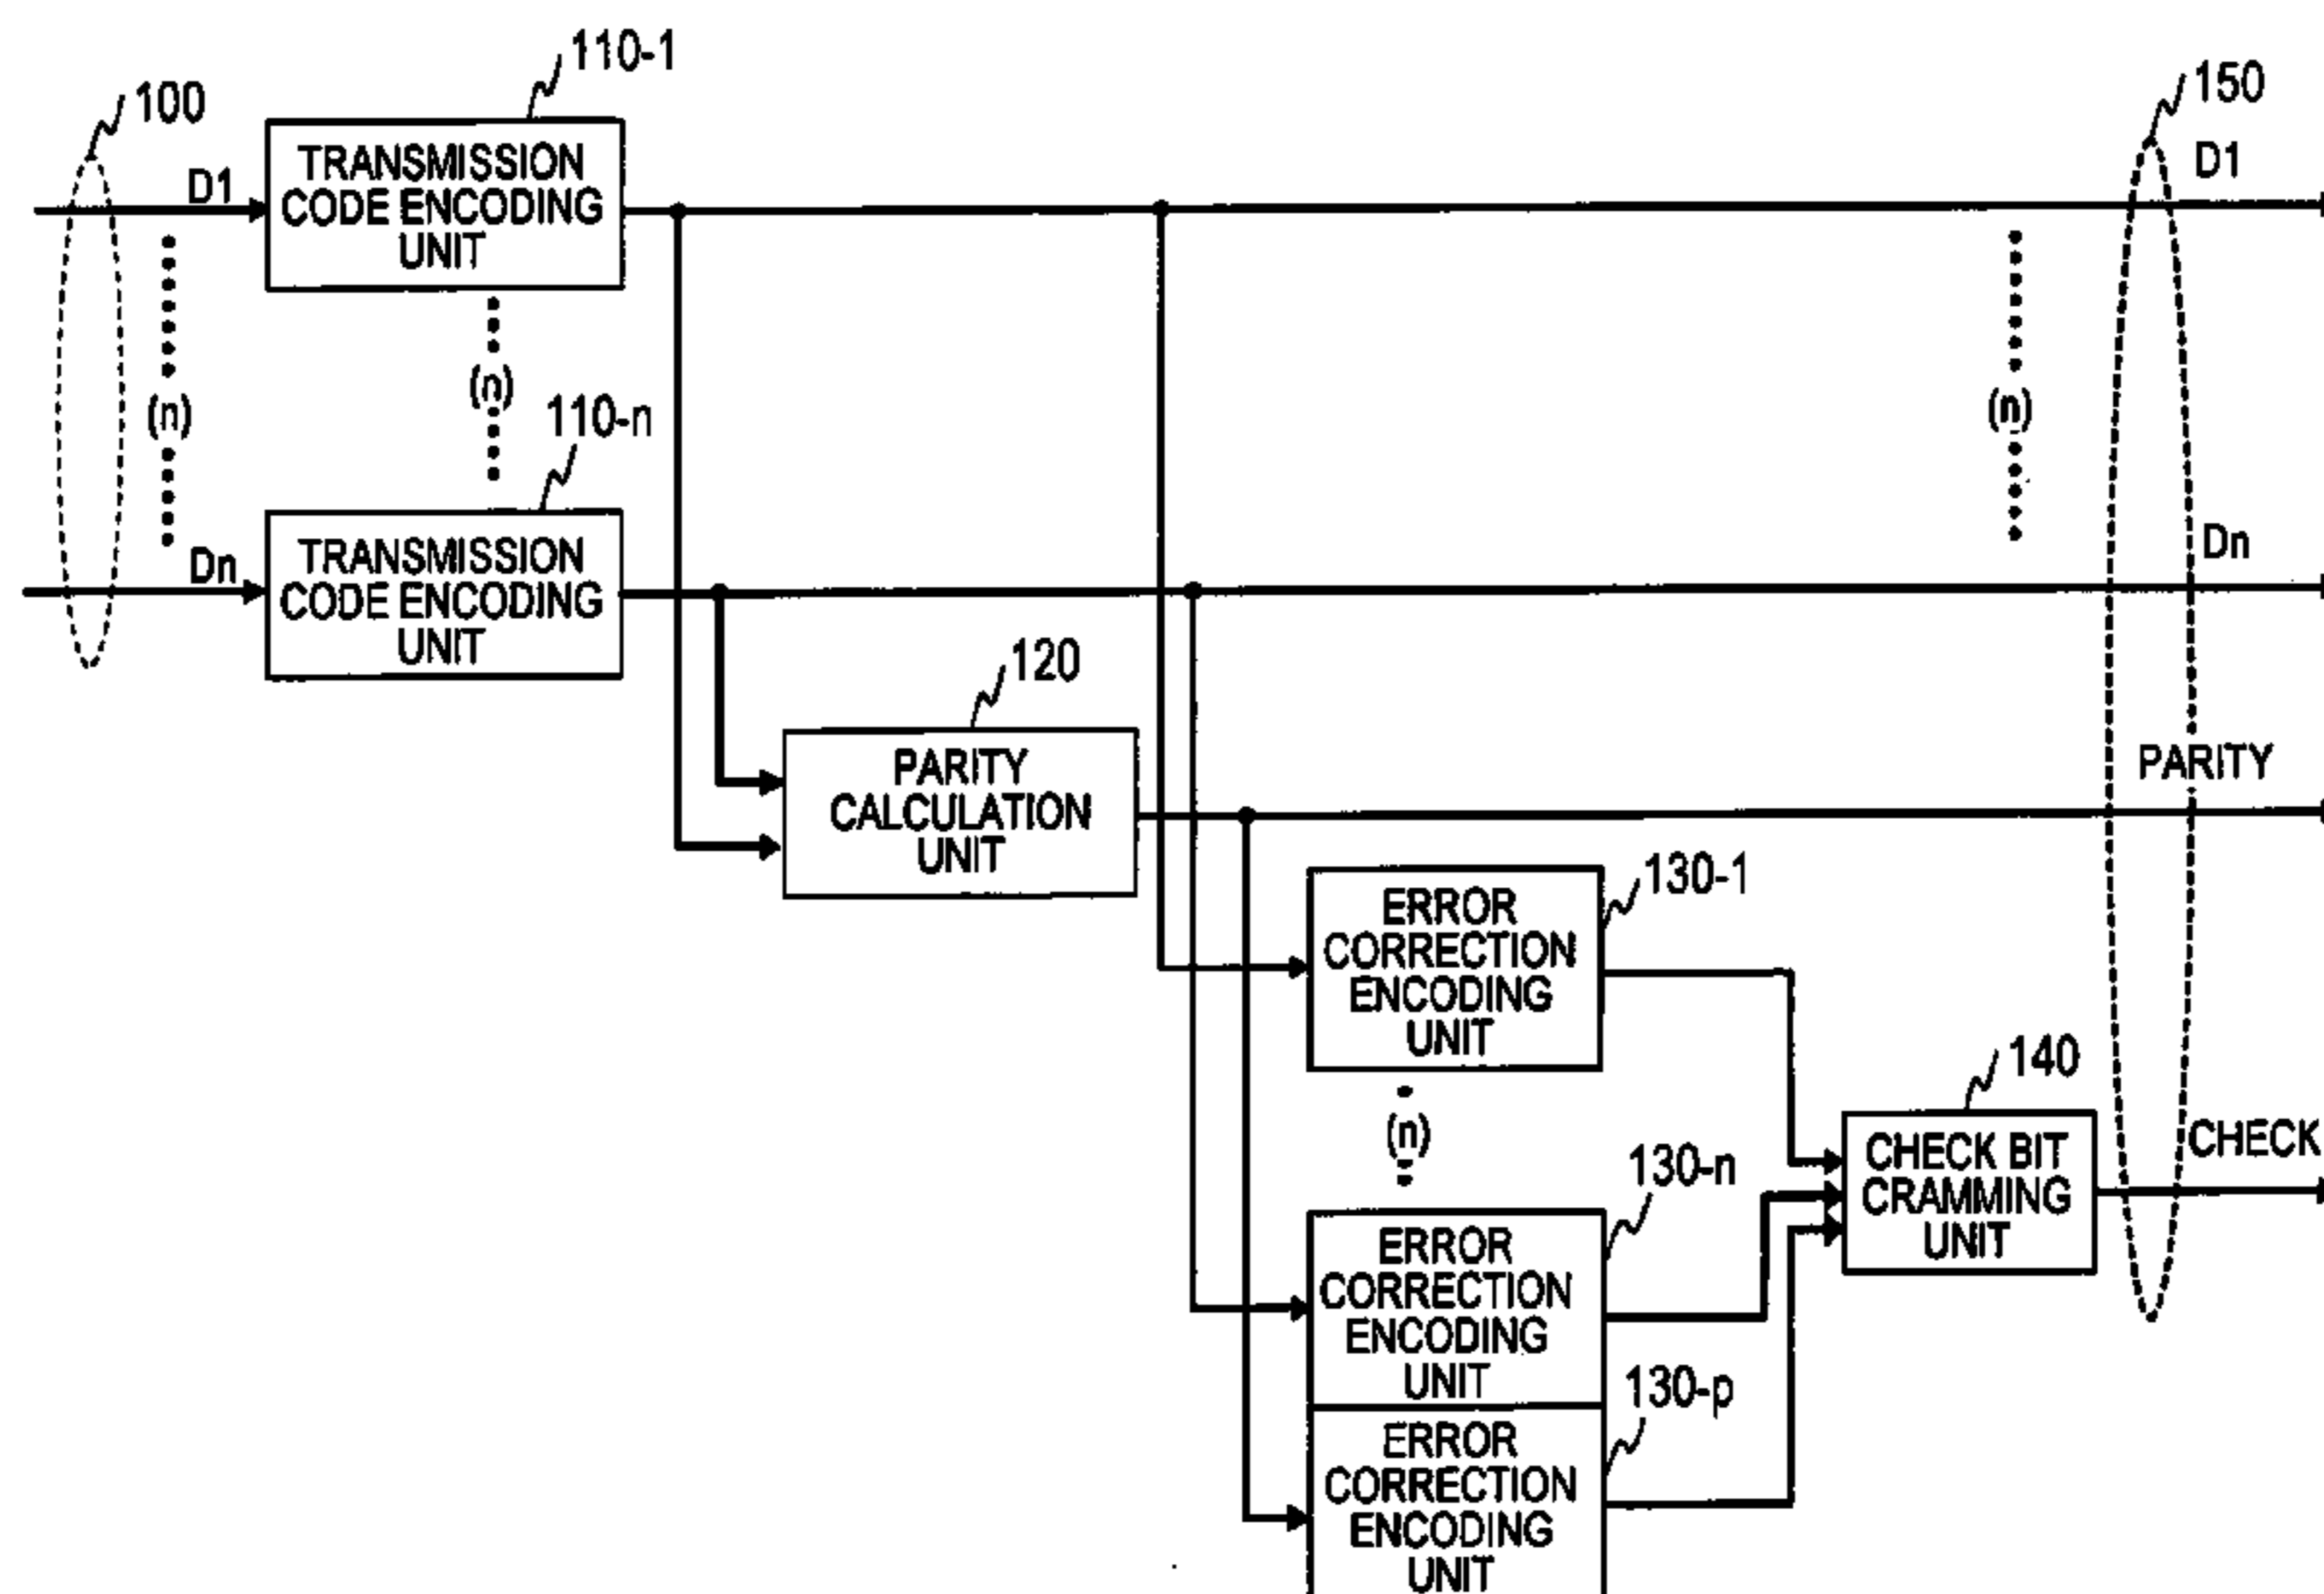 110-1
100
150
D1
TRANSMISSION
CODE ENCODING
UNIT
D1
(n)
(n)
(n)
110-n
Dn
TRANSMISSION
CODE ENCODING
UNIT
Dn
120
PARITY
CALCULATION
UNIT
PARITY
130-1
ERROR
CORRECTION
ENCODING
UNIT
(n)
140
CHECK BIT
CRAMMING
UNIT
CHECK
130-n
ERROR
CORRECTION
ENCODING
UNIT
130-p
ERROR
CORRECTION
ENCODING
UNIT